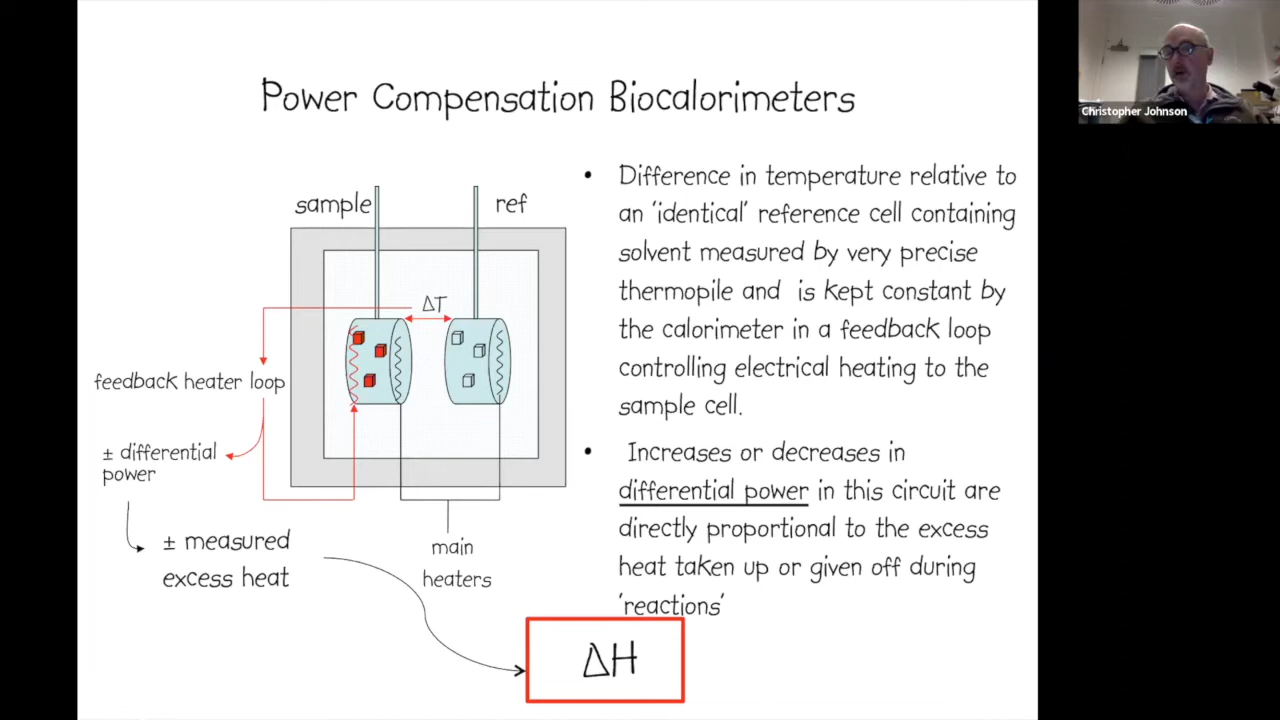 Power Compensation Biocalorimeters
Christopher Johnson
sample
ref
ΔT
feedback heater loop
± differential
power
± measured
excess heat
main
heaters
• Difference in temperature relative to
an 'identical' reference cell containing
solvent measured by very precise
thermopile and is kept constant by
the calorimeter in a feedback loop
controlling electrical heating to the
sample cell.
• Increases or decreases in
differential power in this circuit are
directly proportional to the excess
heat taken up or given off during
'reactions'
ΔH